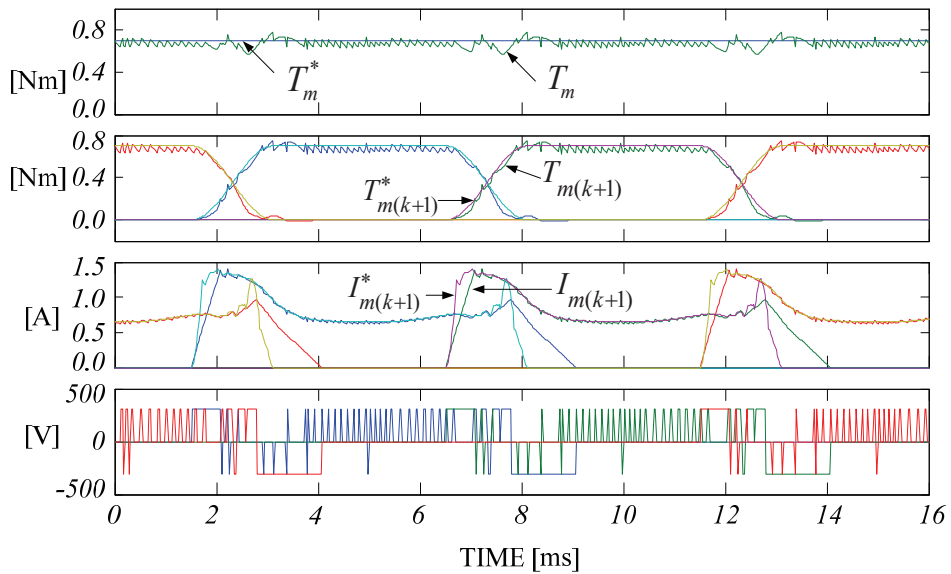 0.8
[Nm]
0.4
0.0
T*m
Tm
0.8
[Nm]
0.4
0.0
T*m(k+1)
Tm(k+1)
1.5
1.0
[A]
0.5
0.0
I*m(k+1)
Im(k+1)
500
[V]
0
-500
0 2 4 6 8 10 12 14 16
TIME [ms]